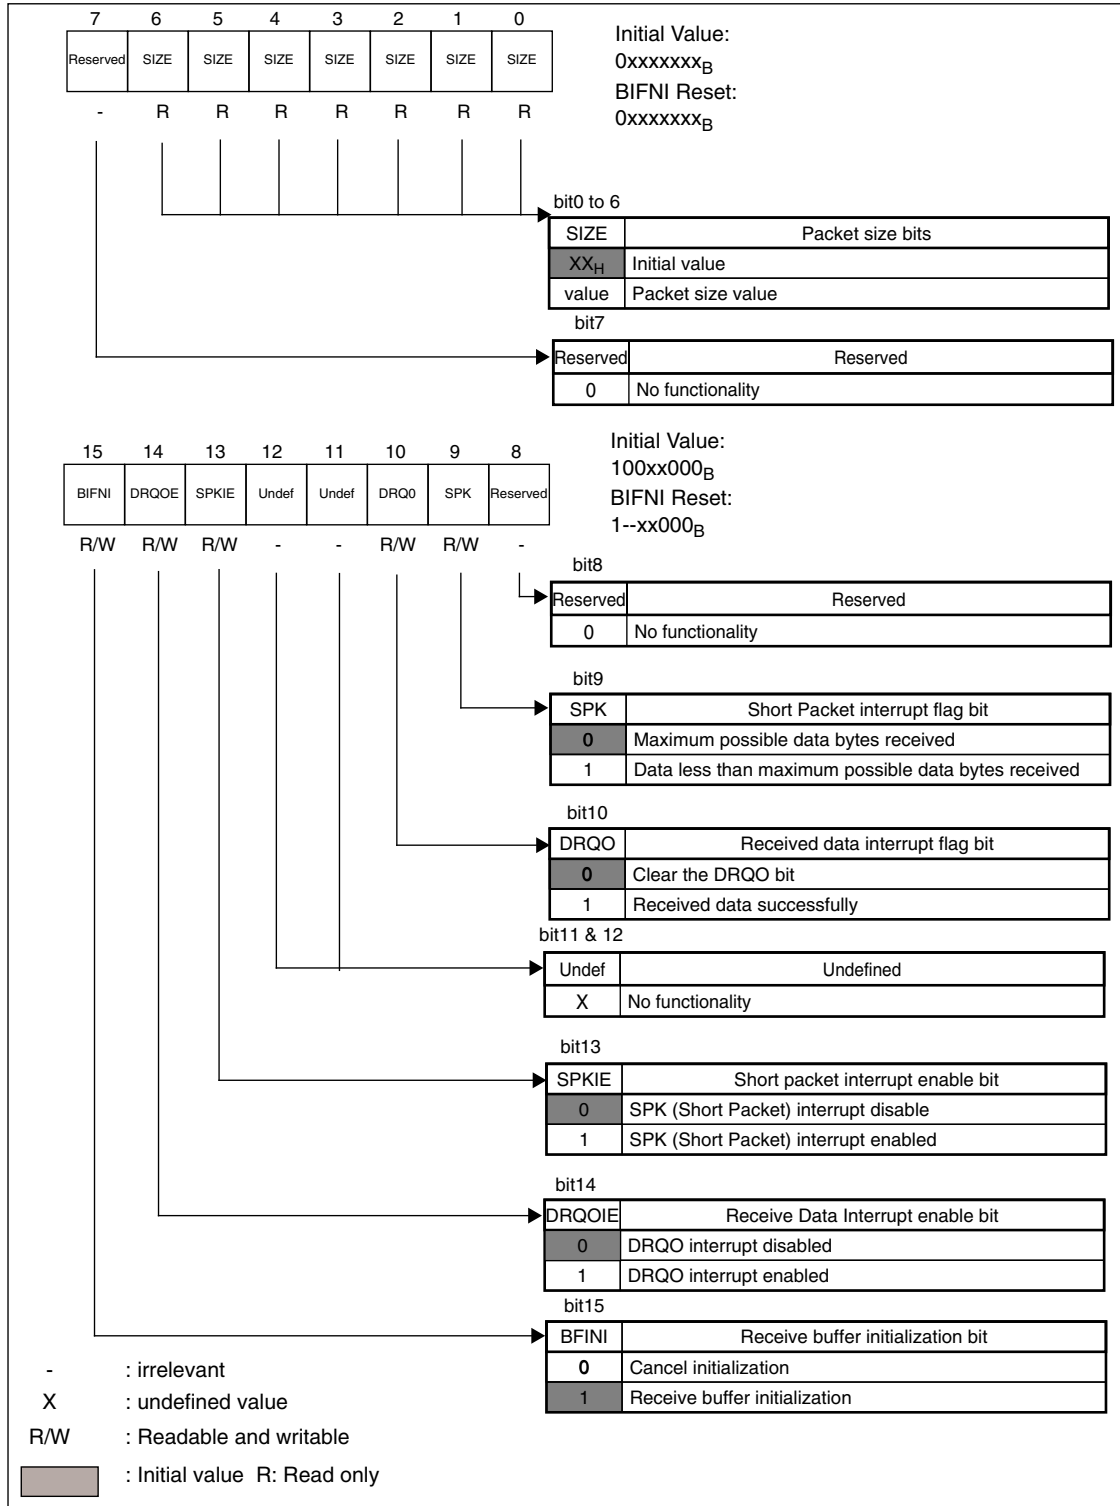 7 6 5 4 3 2 1 0
Reserved SIZE SIZE SIZE SIZE SIZE SIZE SIZE
- R R R R R R R
Initial Value:
0xxxxxxxB
BIFNI Reset:
0xxxxxxxB
bit0 to 6
SIZE Packet size bits
XXH Initial value
value Packet size value
bit7
Reserved Reserved
0 No functionality
15 14 13 12 11 10 9 8
BIFNI DRQOE SPKIE Undef Undef DRQ0 SPK Reserved
R/W R/W R/W - - R/W R/W -
Initial Value:
100xx000B
BIFNI Reset:
1--xx000B
bit8
Reserved Reserved
0 No functionality
bit9
SPK Short Packet interrupt flag bit
0 Maximum possible data bytes received
1 Data less than maximum possible data bytes received
bit10
DRQO Received data interrupt flag bit
0 Clear the DRQO bit
1 Received data successfully
bit11 & 12
Undef Undefined
X No functionality
bit13
SPKIE Short packet interrupt enable bit
0 SPK (Short Packet) interrupt disable
1 SPK (Short Packet) interrupt enabled
bit14
DRQOIE Receive Data Interrupt enable bit
0 DRQO interrupt disabled
1 DRQO interrupt enabled
bit15
BFINI Receive buffer initialization bit
0 Cancel initialization
1 Receive buffer initialization
- : irrelevant
X : undefined value
R/W : Readable and writable
: Initial value R: Read only